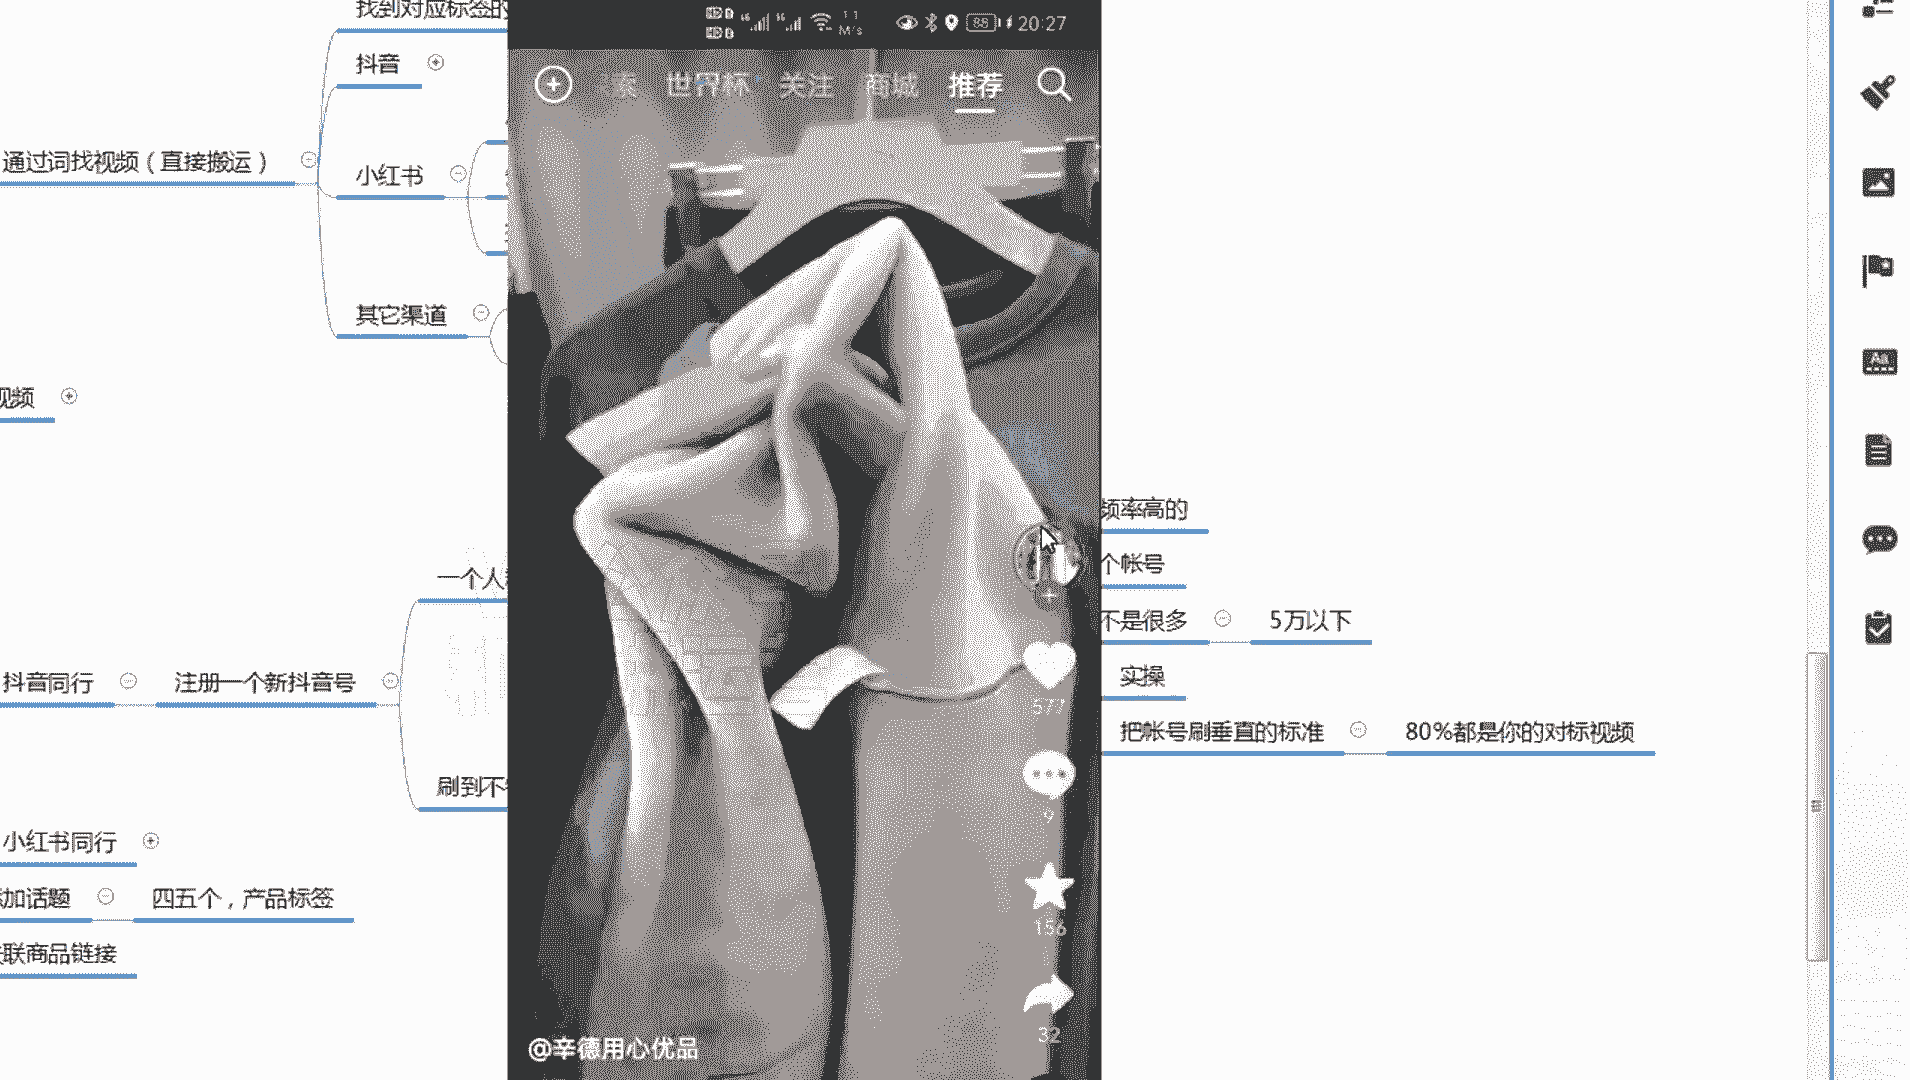 找到对应标签的
抖音
通过词找视频（直接搬运）
小红书
其它渠道
视频
一个人
抖音同行
注册一个新抖音号
刷到不
小红书同行
加话题
四五个，产品标签
联商品链接
20:27
88
M/s
索
世界杯
关注
商城
推荐
577
9
156
32
@辛德用心优品
频率高的
个帐号
不是很多
5万以下
实操
把帐号刷垂直的标准
80%都是你的对标视频
Aa